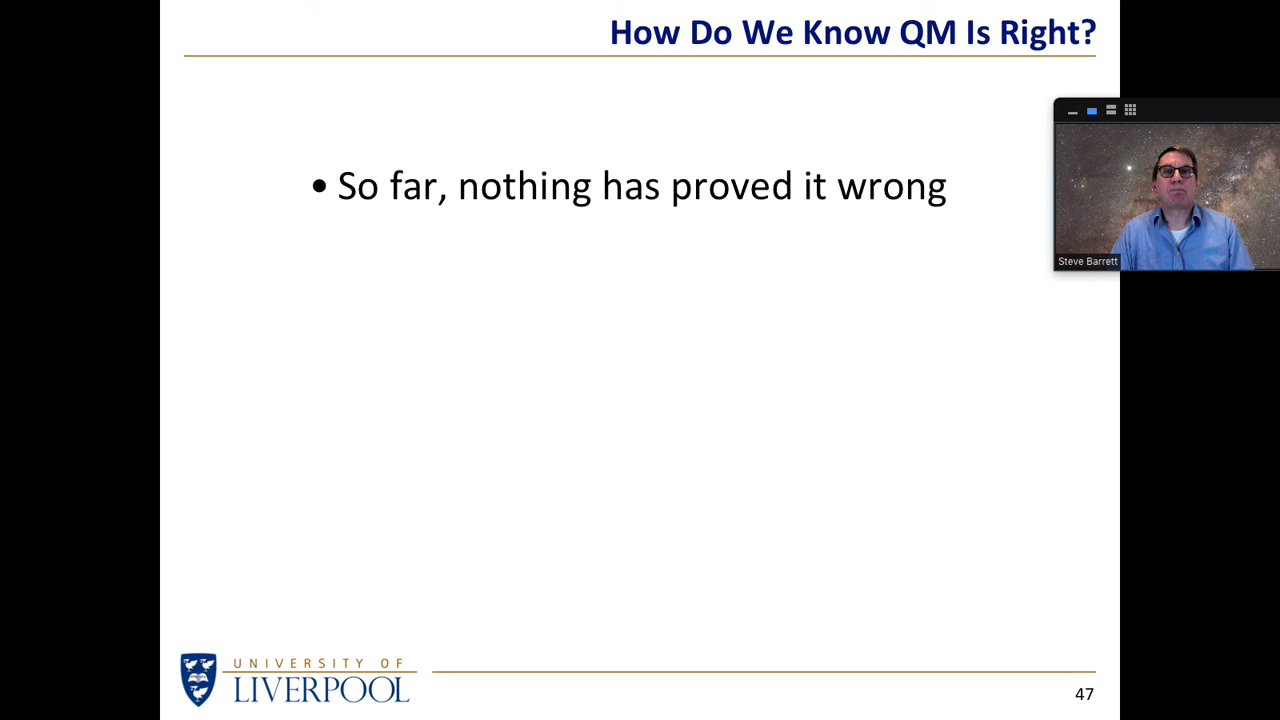 How Do We Know QM Is Right?
• So far, nothing has proved it wrong
Steve Barrett
UNIVERSITY OF
LIVERPOOL
47